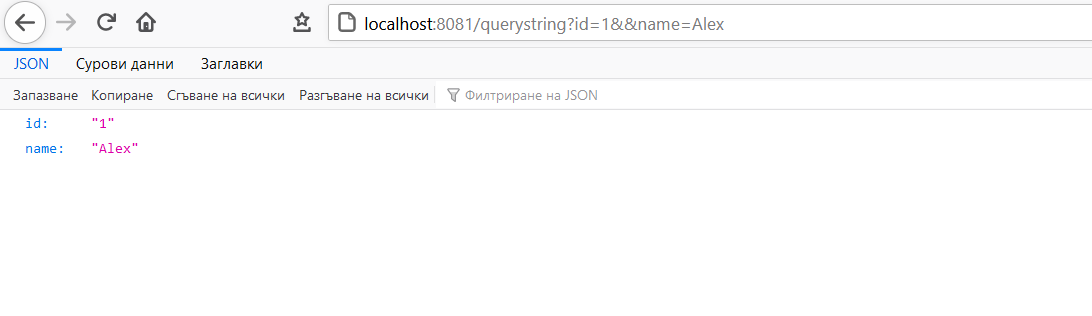 localhost:8081/querystring?id=1&&name=Alex
JSON Сурови данни Заглавки
Запазване Копиране Сгъване на всички Разгъване на всички Филтриране на JSON
id: "1"
name: "Alex"